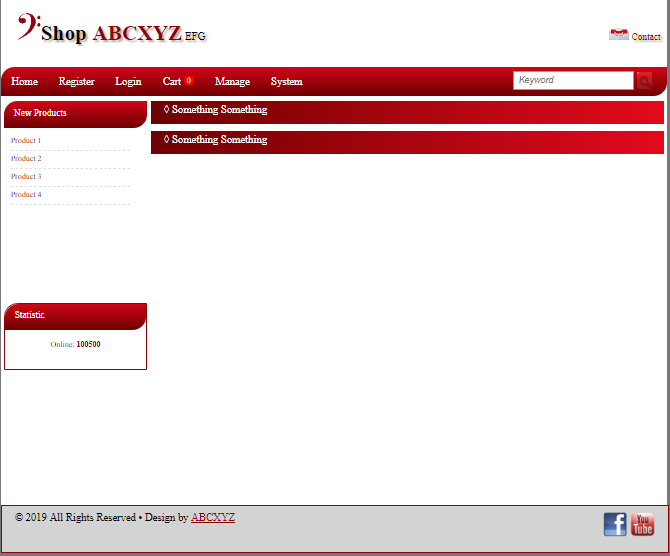 Shop ABCXYZ EFG
Contact
Home Register Login Cart 0 Manage System Keyword
New Products
◊ Something Something
Product 1
Product 2
Product 3
Product 4
◊ Something Something
Statistic
Online: 100500
© 2019 All Rights Reserved • Design by ABCXYZ
f You Tube